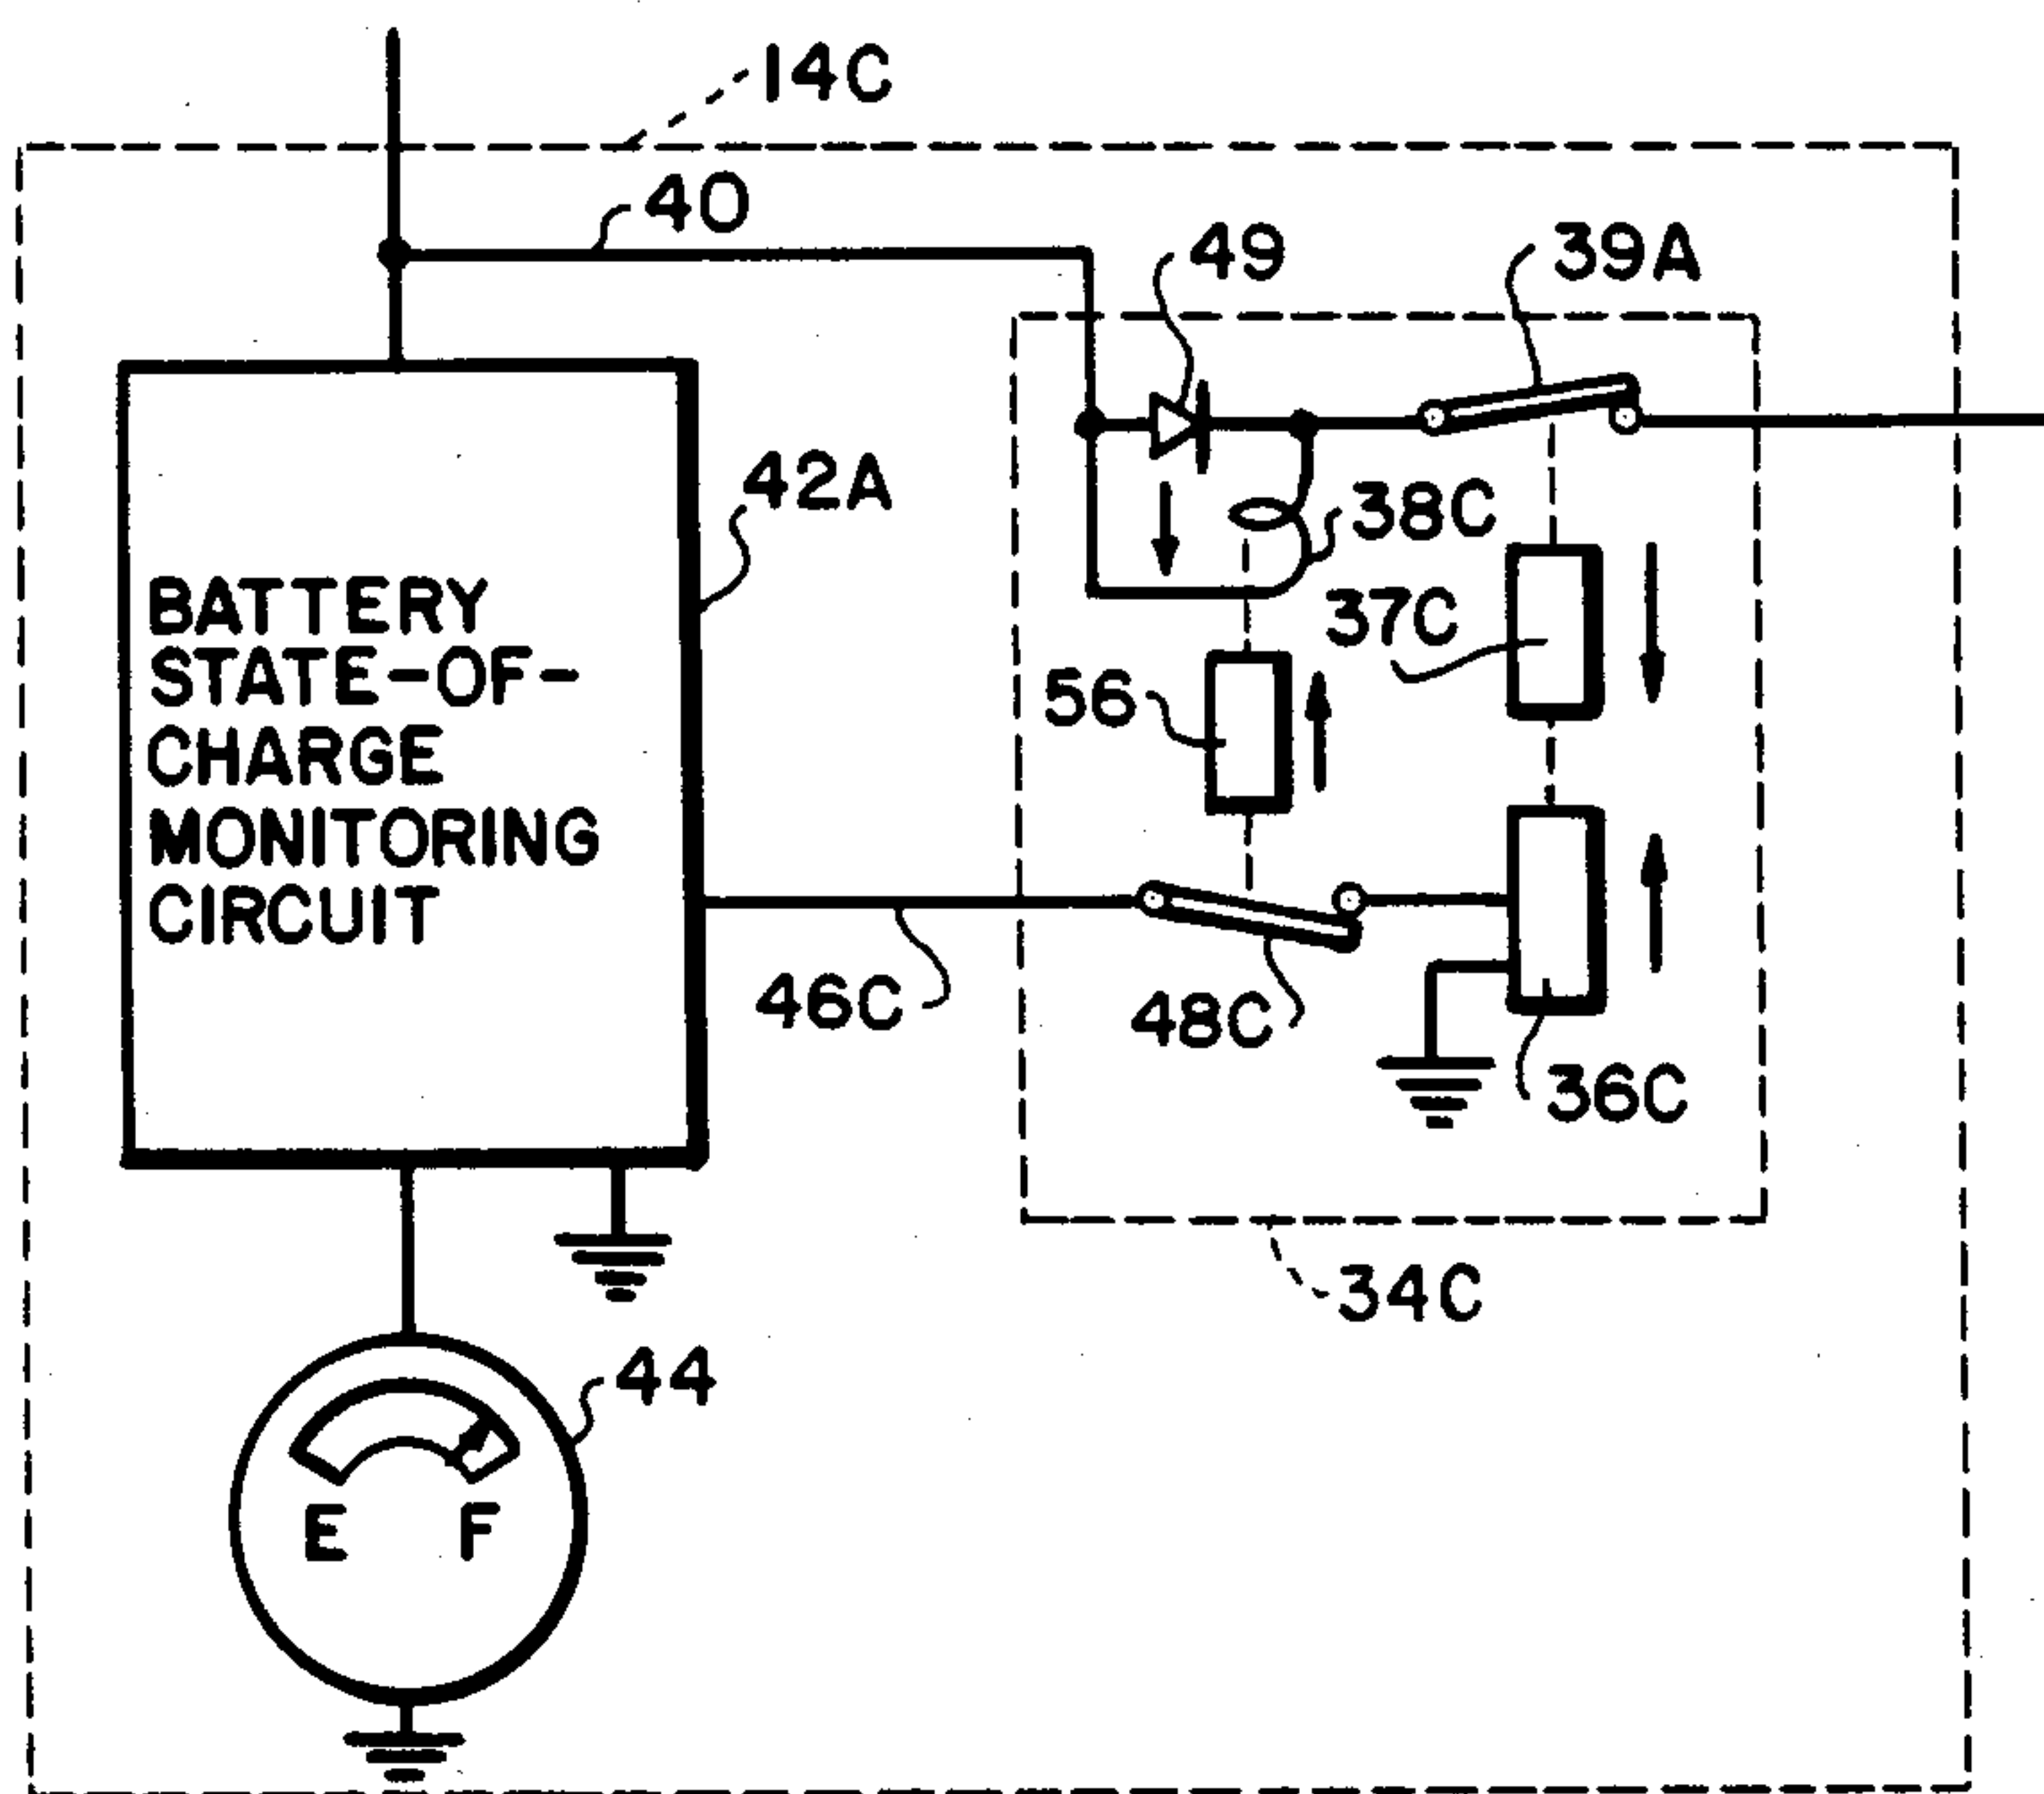 14C
40
49
39A
42A
38C
BATTERY
STATE-OF-
CHARGE
MONITORING
CIRCUIT
37C
56
46C
48C
36C
34C
44
E F